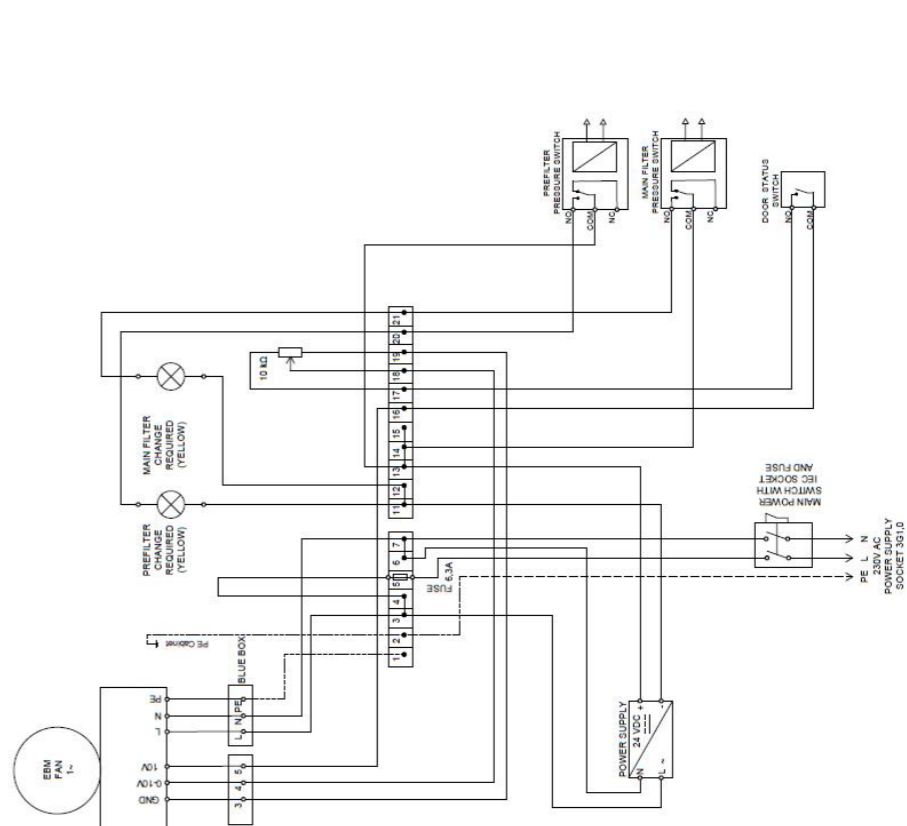 PREFILTER
PRESSURE SWITCH
NO
COM
NC
MAIN FILTER
PRESSURE SWITCH
NO
COM
NC
DOOR STATUS
SWITCH
NO
COM
21
20
19
18
17
16
15
14
13
12
11
10 kΩ
MAIN FILTER
CHANGE
REQUIRED
(YELLOW)
PREFILTER
CHANGE
REQUIRED
(YELLOW)
7
6
5
4
3
2
1
FUSE 6,3A
MAIN POWER
SWITCH WITH
IEC SOCKET
AND FUSE
PE L N
230V AC
POWER SUPPLY
SOCKET 3G1,0
PE Cabinet
BLUE BOX
L N PE
PE
N
L
10V
0-10V
GND
3 4 5
EBM
FAN
1~
POWER SUPPLY
24 VDC
+
-
N
L ~